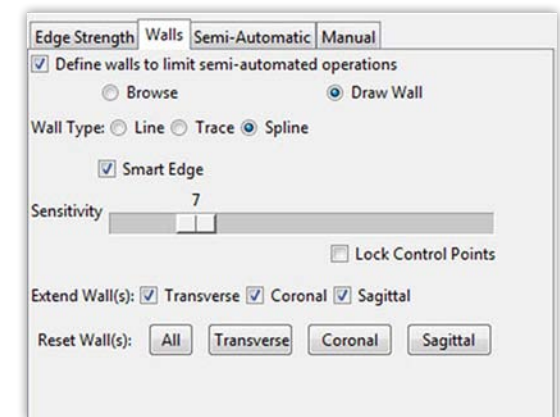 Edge Strength Walls Semi-Automatic Manual
Define walls to limit semi-automated operations
Browse Draw Wall
Wall Type: Line Trace Spline
Smart Edge
7
Sensitivity
Lock Control Points
Extend Wall(s): Transverse Coronal Sagittal
Reset Wall(s): All Transverse Coronal Sagittal